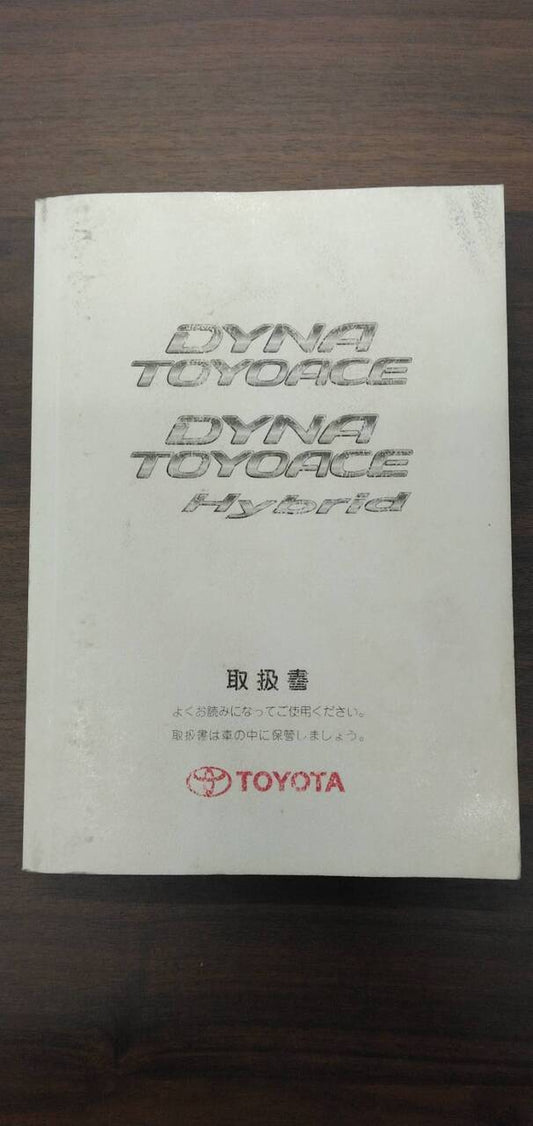 DYNA
TOYOACE
DYNA
TOYOACE
Hybrid
取扱書
よくお読みになってご使用ください。
取扱書は車の中に保管しましょう。
TOYOTA